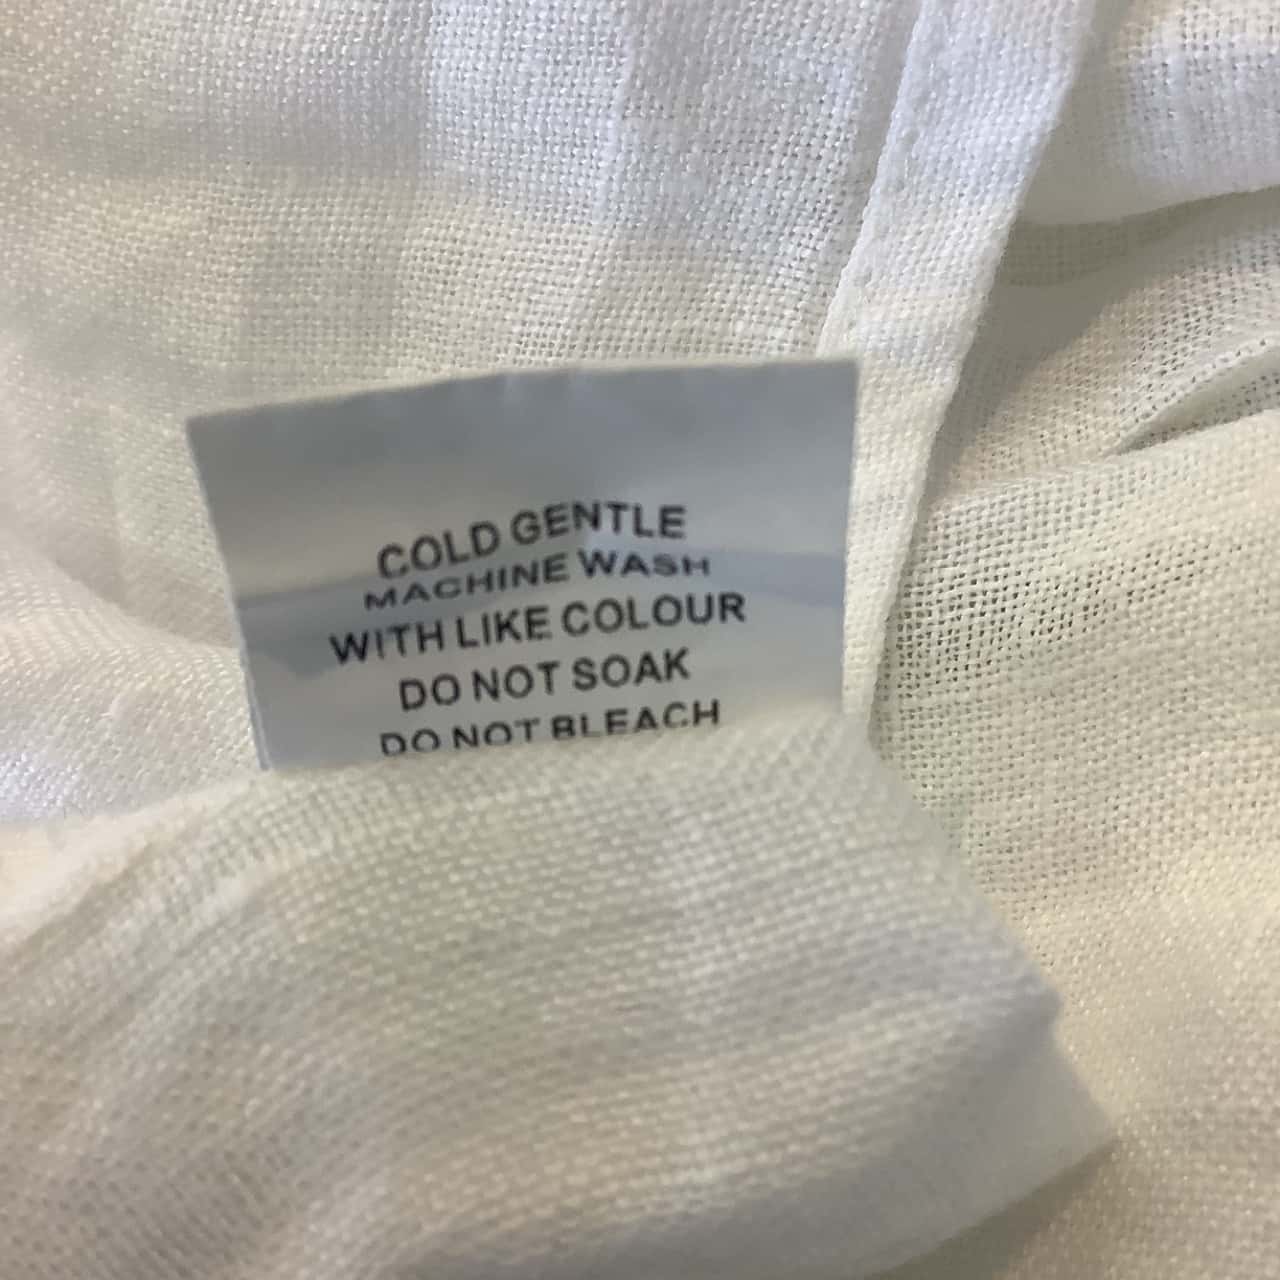 COLD GENTLE
MACHINE WASH
WITH LIKE COLOUR
DO NOT SOAK
DO NOT BLEACH